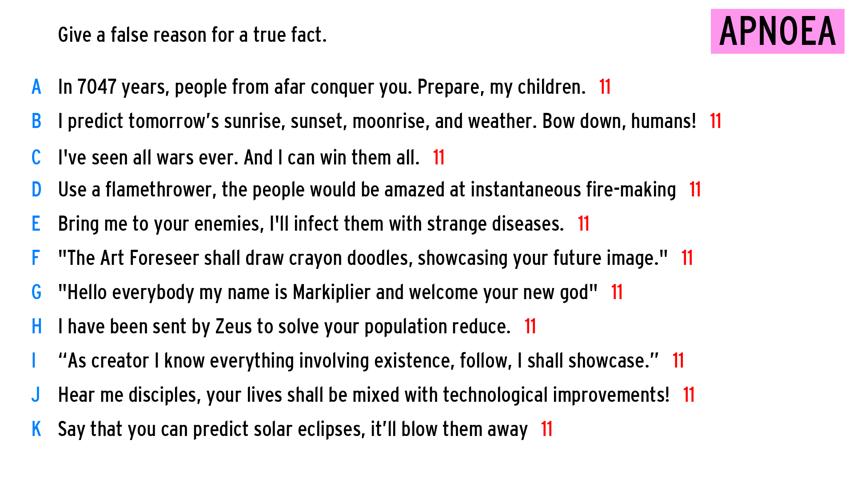 Give a false reason for a true fact.
APNOEA
A In 7047 years, people from afar conquer you. Prepare, my children. 11
B I predict tomorrow’s sunrise, sunset, moonrise, and weather. Bow down, humans! 11
C I've seen all wars ever. And I can win them all. 11
D Use a flamethrower, the people would be amazed at instantaneous fire-making 11
E Bring me to your enemies, I'll infect them with strange diseases. 11
F "The Art Foreseer shall draw crayon doodles, showcasing your future image." 11
G "Hello everybody my name is Markiplier and welcome your new god" 11
H I have been sent by Zeus to solve your population reduce. 11
I “As creator I know everything involving existence, follow, I shall showcase.” 11
J Hear me disciples, your lives shall be mixed with technological improvements! 11
K Say that you can predict solar eclipses, it’ll blow them away 11